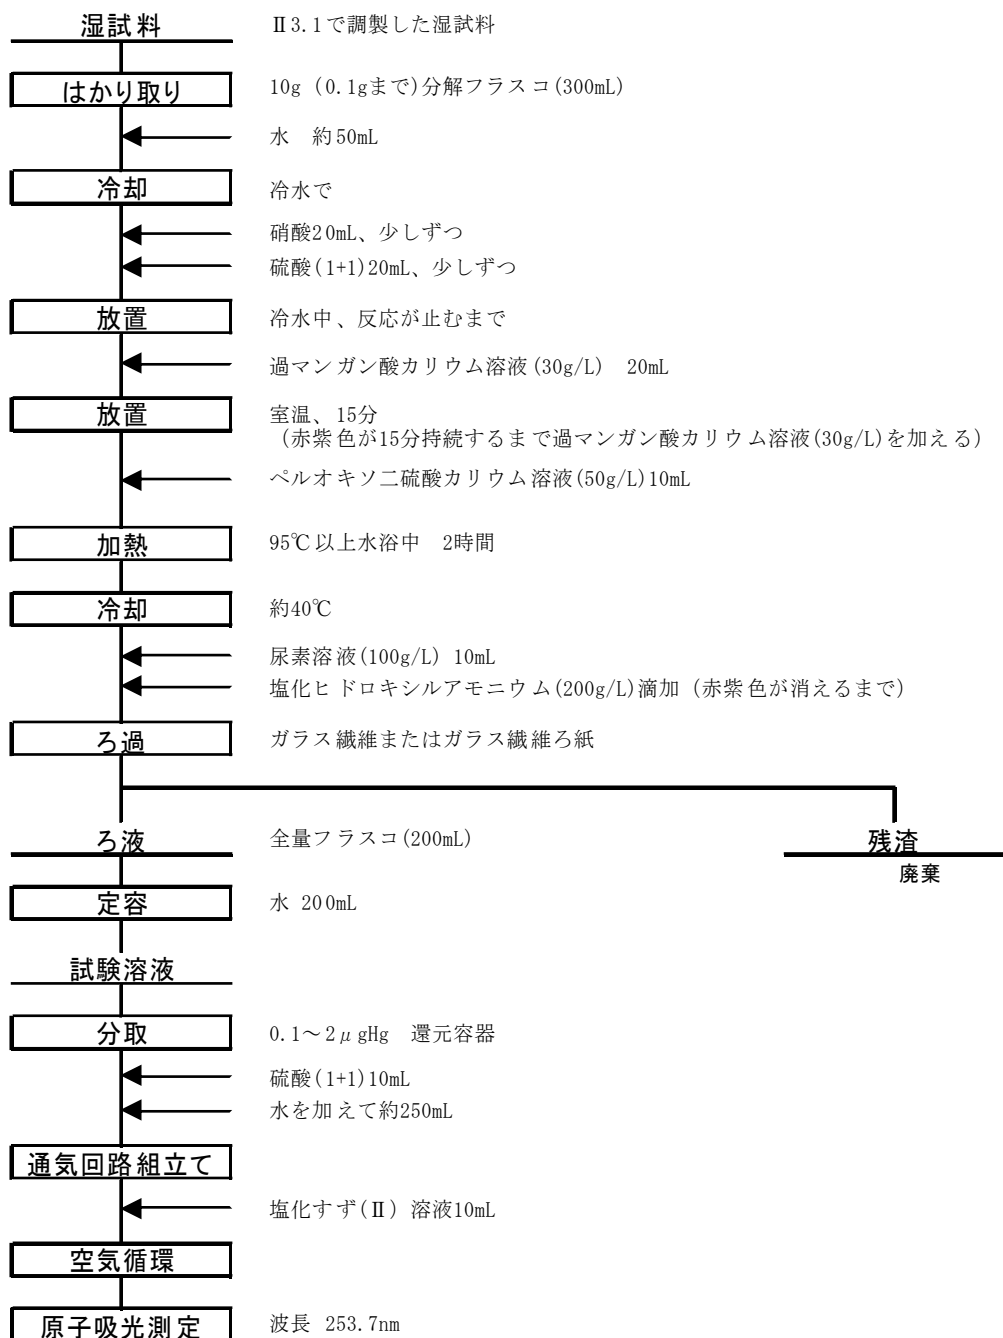 湿試料 Ⅱ3.1で調製した湿試料
はかり取り 10g (0.1gまで)分解フラスコ(300mL)
水 約50mL
冷却 冷水で
硝酸20mL、少しずつ
硫酸(1+1)20mL、少しずつ
放置 冷水中、反応が止むまで
過マンガン酸カリウム溶液(30g/L) 20mL
放置 室温、15分
(赤紫色が15分持続するまで過マンガン酸カリウム溶液(30g/L)を加える)
ペルオキソ二硫酸カリウム溶液(50g/L)10mL
加熱 95℃以上水浴中 2時間
冷却 約40℃
尿素溶液(100g/L) 10mL
塩化ヒドロキシルアモニウム(200g/L)滴加 (赤紫色が消えるまで)
ろ過 ガラス繊維またはガラス繊維ろ紙
ろ液 全量フラスコ(200mL) 残渣
廃棄
定容 水 200mL
試験溶液
分取 0.1~2μgHg 還元容器
硫酸(1+1)10mL
水を加えて約250mL
通気回路組立て
塩化すず(Ⅱ) 溶液10mL
空気循環
原子吸光測定 波長 253.7nm